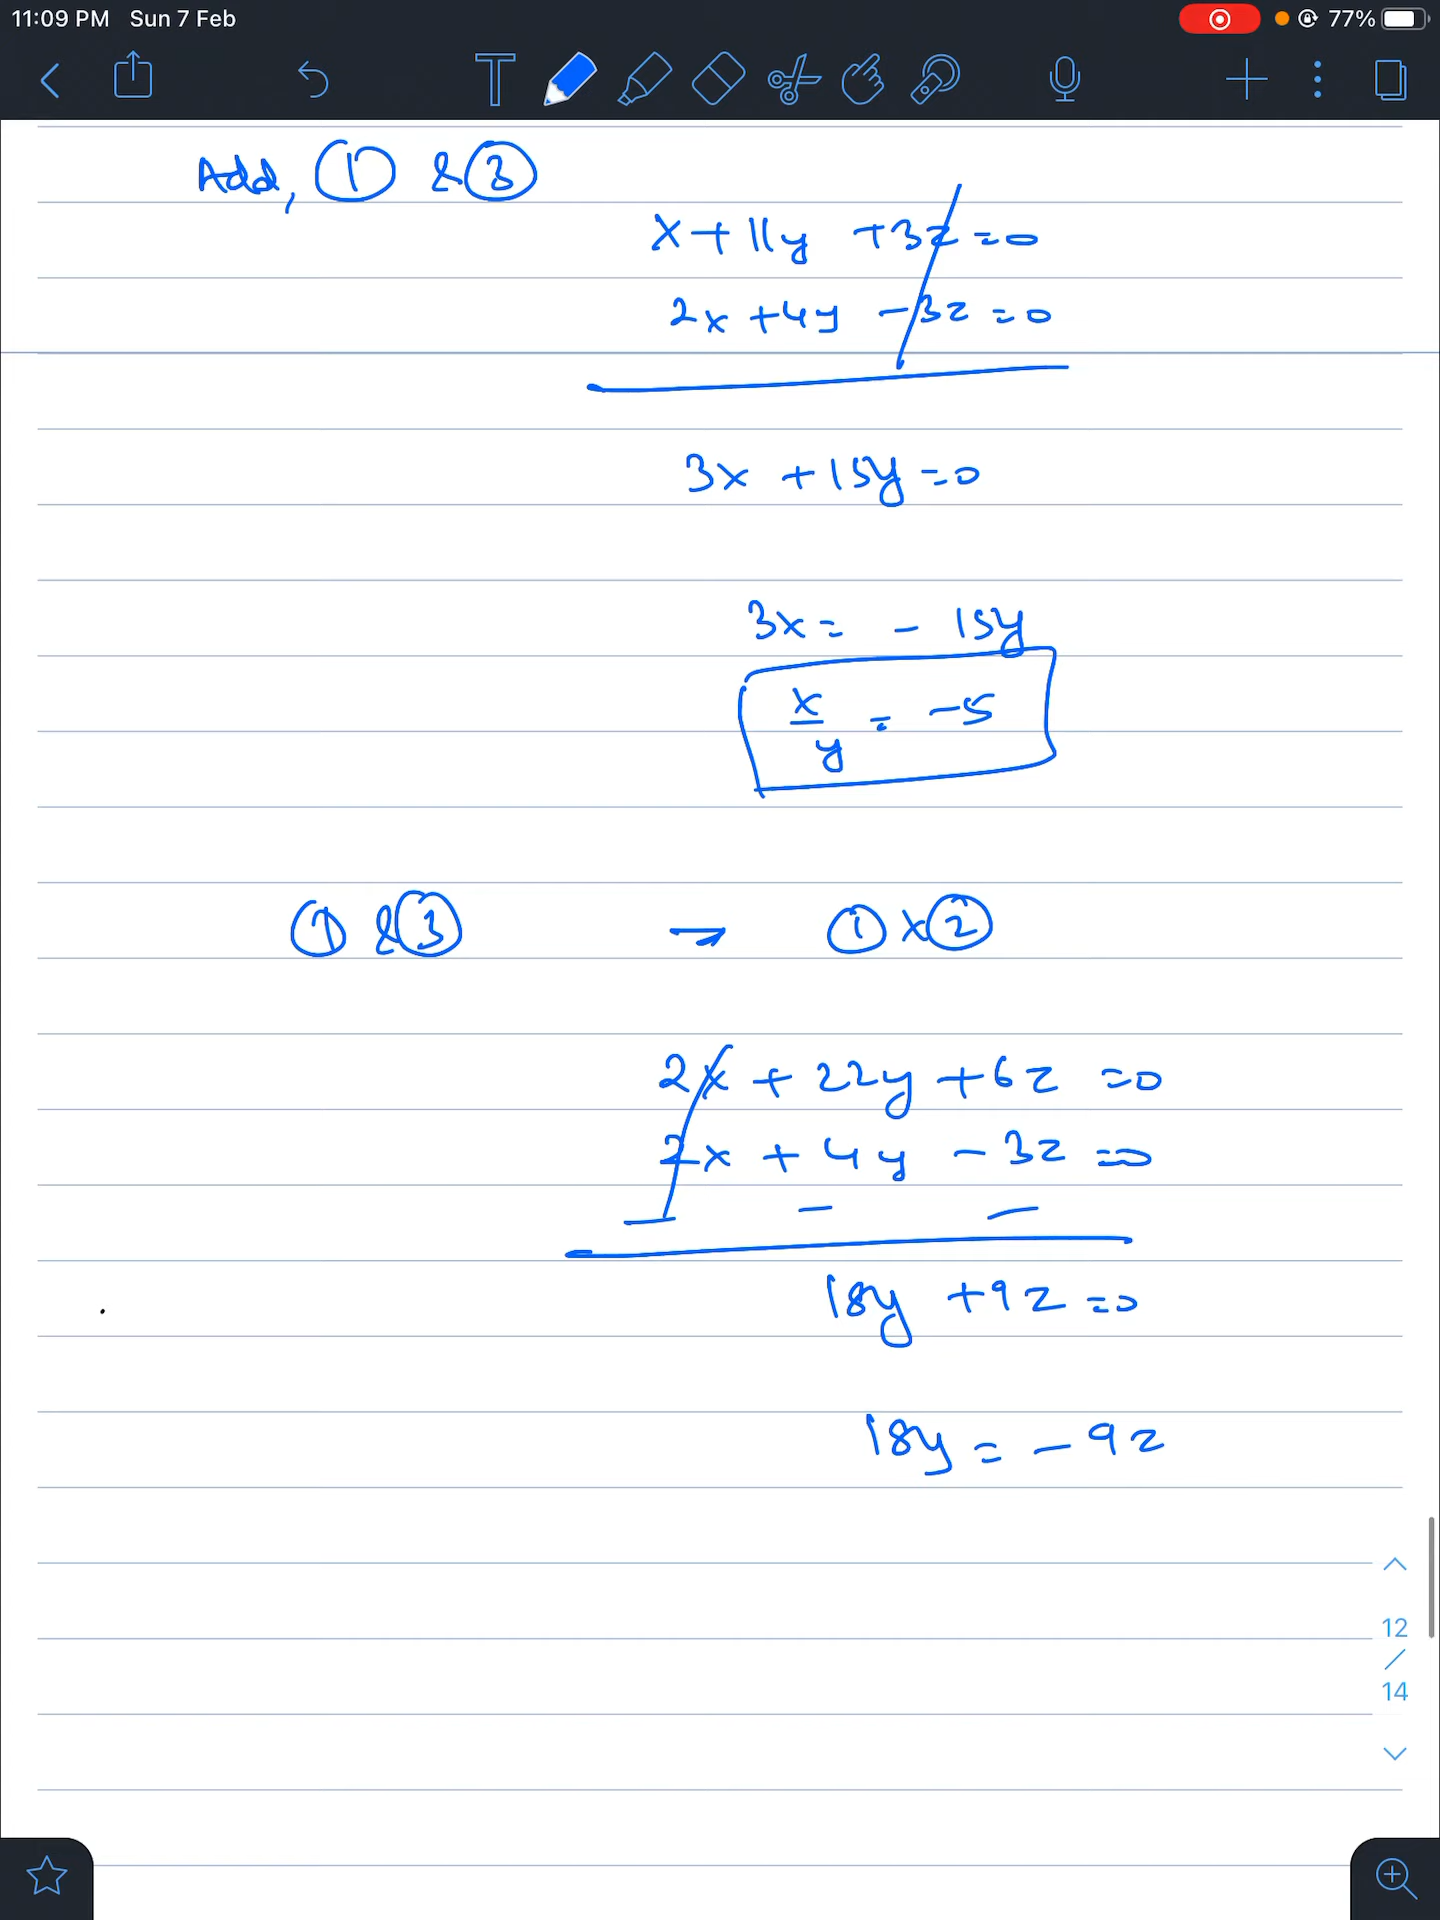 11:09 PM Sun 7 Feb 77%
Add, ① & ③
x + 11y + 3z = 0
2x + 4y - 3z = 0
3x + 15y = 0
3x = - 15y
x/y = -5
① & ③ → ① x ②
2x + 22y + 6z = 0
2x + 4y - 3z = 0
- - -
18y + 9z = 0
18y = - 9z
12
/
14